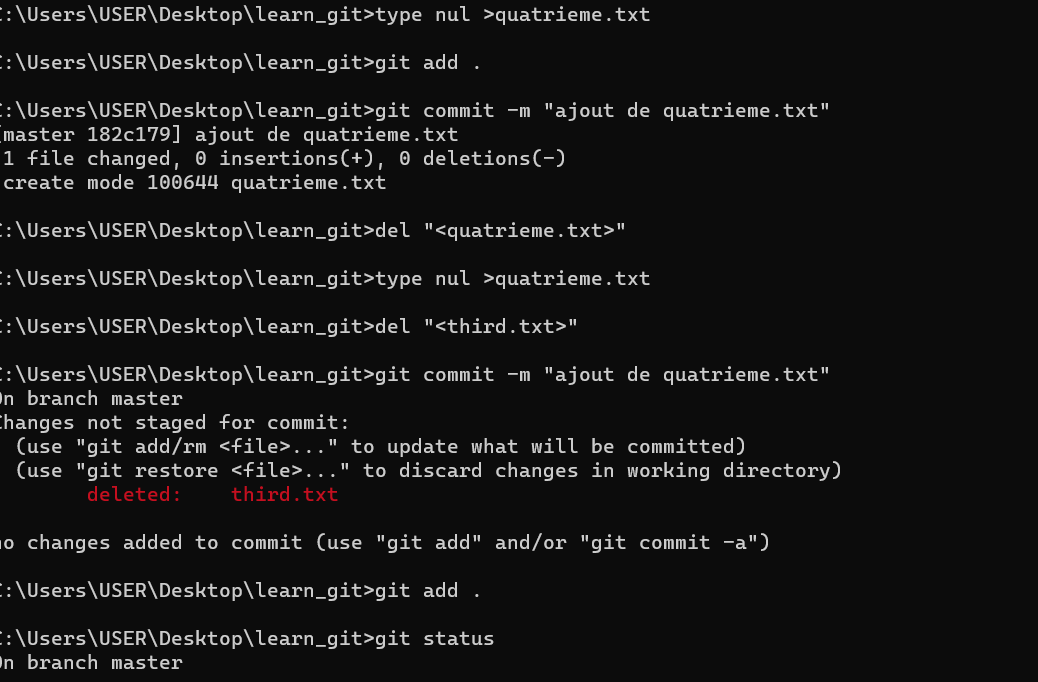 C:\Users\USER\Desktop\learn_git>type nul >quatrieme.txt
C:\Users\USER\Desktop\learn_git>git add .
C:\Users\USER\Desktop\learn_git>git commit -m "ajout de quatrieme.txt"
[master 182c179] ajout de quatrieme.txt
1 file changed, 0 insertions(+), 0 deletions(-)
create mode 100644 quatrieme.txt
C:\Users\USER\Desktop\learn_git>del "<quatrieme.txt>"
C:\Users\USER\Desktop\learn_git>type nul >quatrieme.txt
C:\Users\USER\Desktop\learn_git>del "<third.txt>"
C:\Users\USER\Desktop\learn_git>git commit -m "ajout de quatrieme.txt"
On branch master
Changes not staged for commit:
(use "git add/rm <file>..." to update what will be committed)
(use "git restore <file>..." to discard changes in working directory)
deleted: third.txt
no changes added to commit (use "git add" and/or "git commit -a")
C:\Users\USER\Desktop\learn_git>git add .
C:\Users\USER\Desktop\learn_git>git status
On branch master